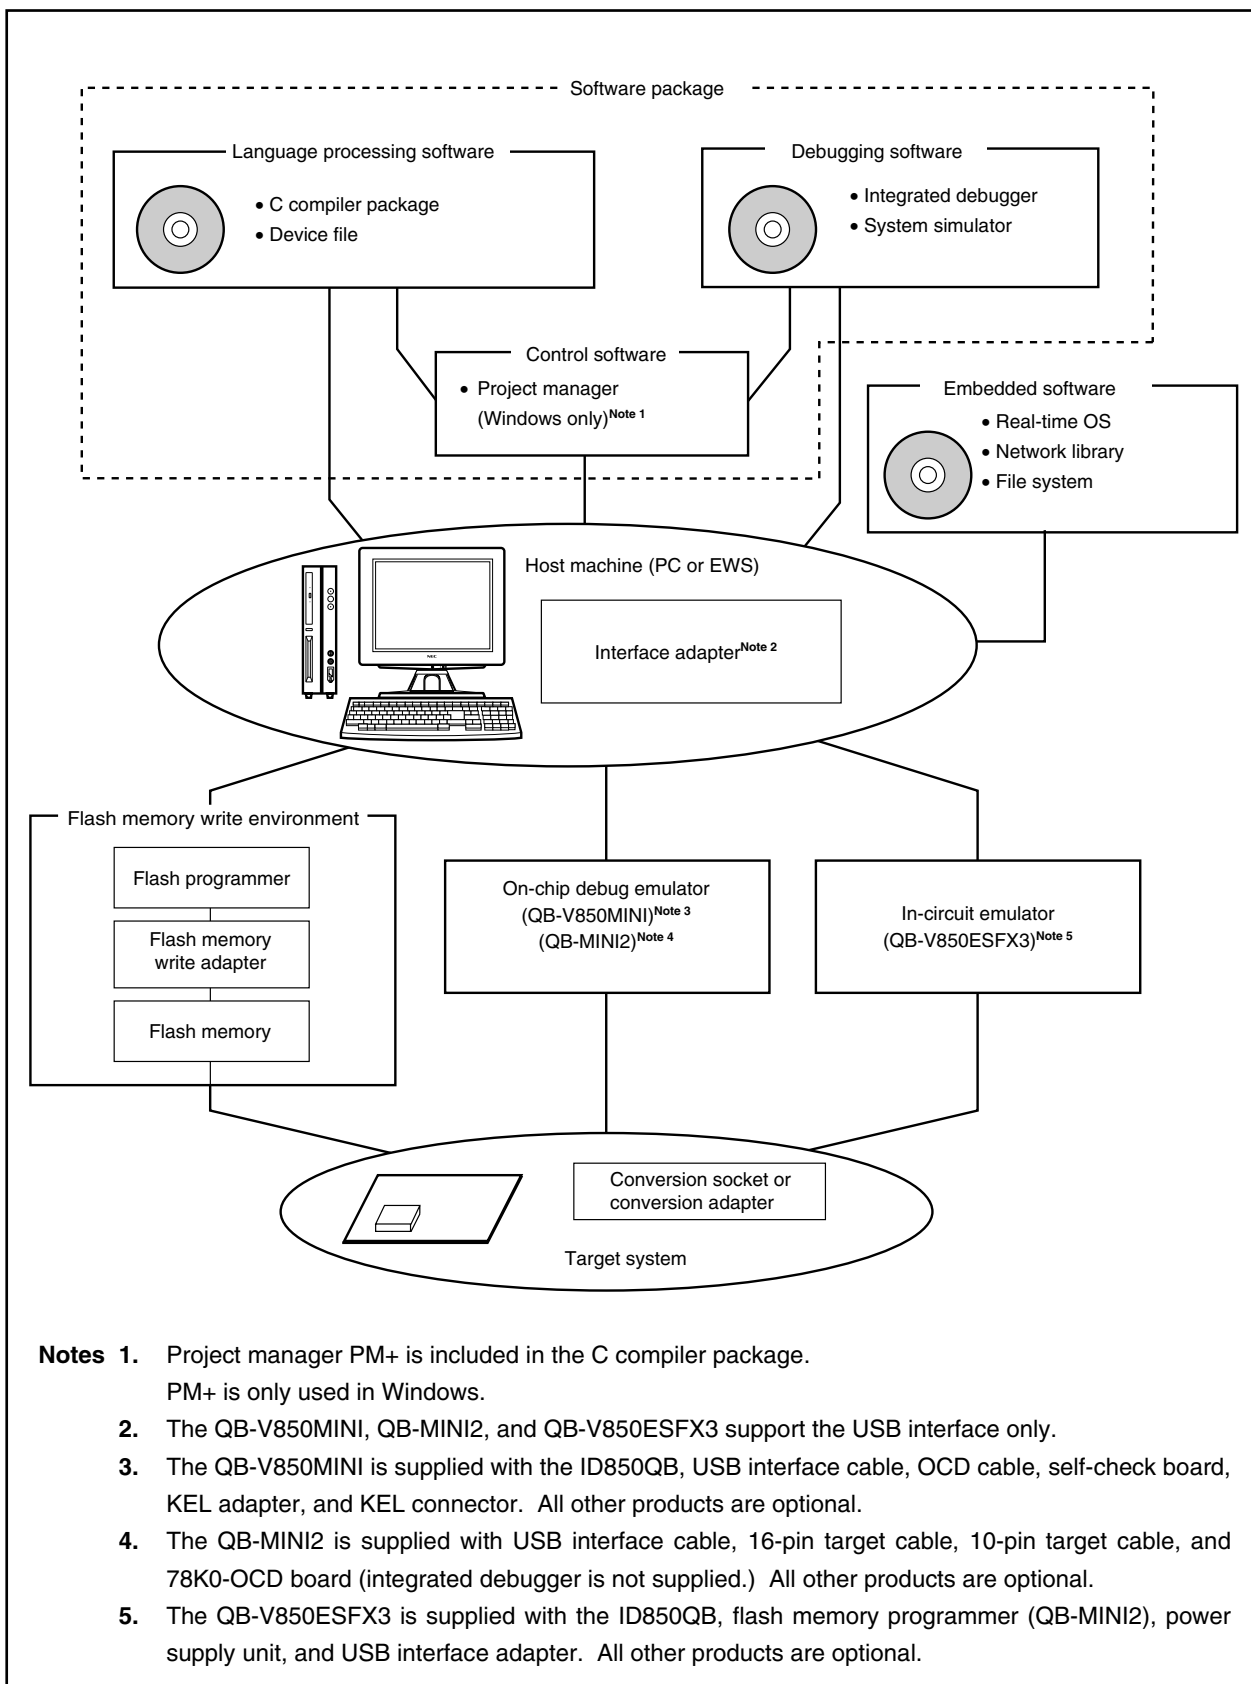 Software package
Language processing software
• C compiler package
• Device file
Debugging software
• Integrated debugger
• System simulator
Control software
• Project manager
(Windows only)Note 1
Embedded software
• Real-time OS
• Network library
• File system
Host machine (PC or EWS)
NEC
Interface adapterNote 2
Flash memory write environment
Flash programmer
Flash memory
write adapter
Flash memory
On-chip debug emulator
(QB-V850MINI)Note 3
(QB-MINI2)Note 4
In-circuit emulator
(QB-V850ESFX3)Note 5
Conversion socket or
conversion adapter
Target system
Notes 1. Project manager PM+ is included in the C compiler package.
PM+ is only used in Windows.
2. The QB-V850MINI, QB-MINI2, and QB-V850ESFX3 support the USB interface only.
3. The QB-V850MINI is supplied with the ID850QB, USB interface cable, OCD cable, self-check board,
KEL adapter, and KEL connector. All other products are optional.
4. The QB-MINI2 is supplied with USB interface cable, 16-pin target cable, 10-pin target cable, and
78K0-OCD board (integrated debugger is not supplied.) All other products are optional.
5. The QB-V850ESFX3 is supplied with the ID850QB, flash memory programmer (QB-MINI2), power
supply unit, and USB interface adapter. All other products are optional.